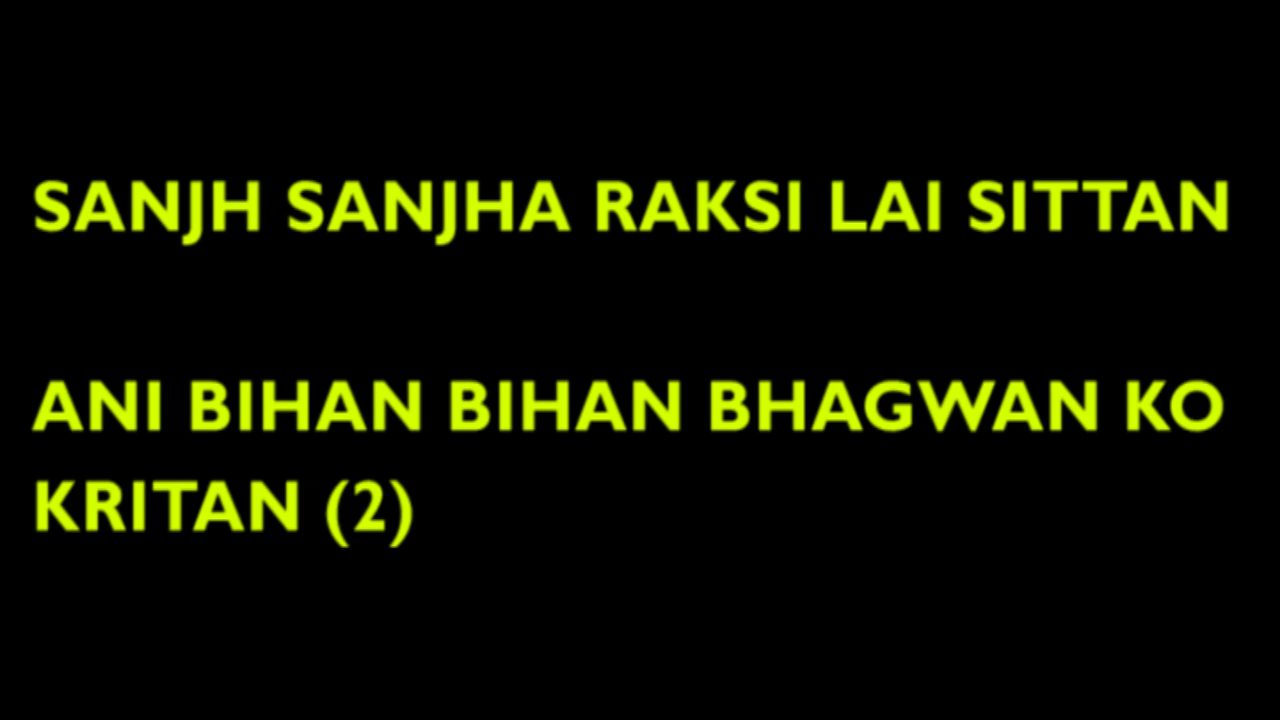 SANJH SANJHA RAKSI LAI SITTAN
ANI BIHAN BIHAN BHAGWAN KO
KRITAN (2)